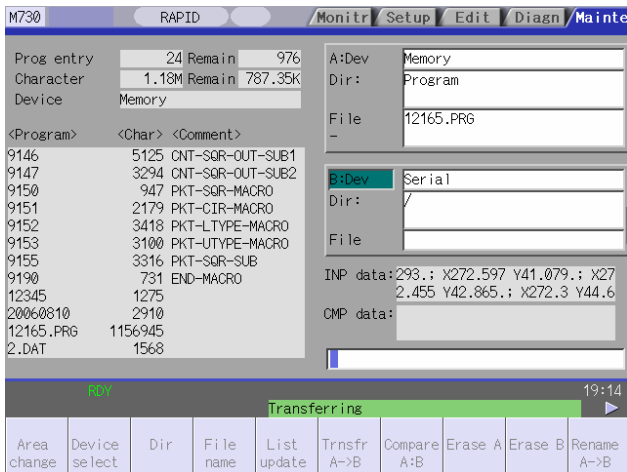 M730 RAPID Monitr Setup Edit Diagn Mainte
Prog entry 24 Remain 976
Character 1.18M Remain 787.35K
Device Memory
<Program> <Char> <Comment>
9146 5125 CNT-SQR-OUT-SUB1
9147 3294 CNT-SQR-OUT-SUB2
9150 947 PKT-SQR-MACRO
9151 2179 PKT-CIR-MACRO
9152 3418 PKT-LTYPE-MACRO
9153 3100 PKT-UTYPE-MACRO
9155 3316 PKT-SQR-SUB
9190 731 END-MACRO
12345 1275
20060810 2910
12165.PRG 1156945
2.DAT 1568
A:Dev Memory
Dir: Program
File 12165.PRG
–
B:Dev Serial
Dir: /
File
INP data: 293.; X272.597 Y41.079.; X27
2.455 Y42.865.; X272.3 Y44.6
CMP data:
RDY 19:14
Transferring
Area change
Device select
Dir
File name
List update
Trnsfr A->B
Compare A:B
Erase A
Erase B
Rename A->B